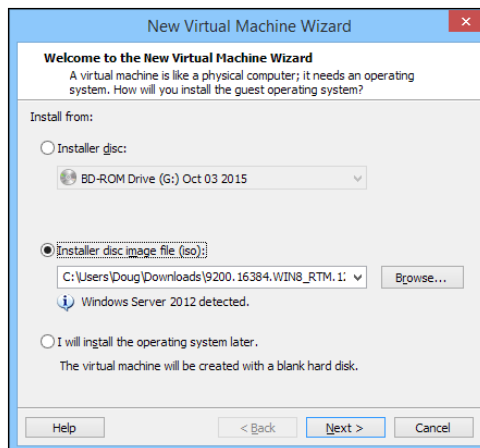 New Virtual Machine Wizard
Welcome to the New Virtual Machine Wizard
A virtual machine is like a physical computer; it needs an operating
system. How will you install the guest operating system?
Install from:
Installer disc:
BD-ROM Drive (G:) Oct 03 2015
Installer disc image file (iso):
C:\Users\Doug\Downloads\9200.16384.WIN8_RTM.12
Browse...
Windows Server 2012 detected.
I will install the operating system later.
The virtual machine will be created with a blank hard disk.
Help
< Back
Next >
Cancel